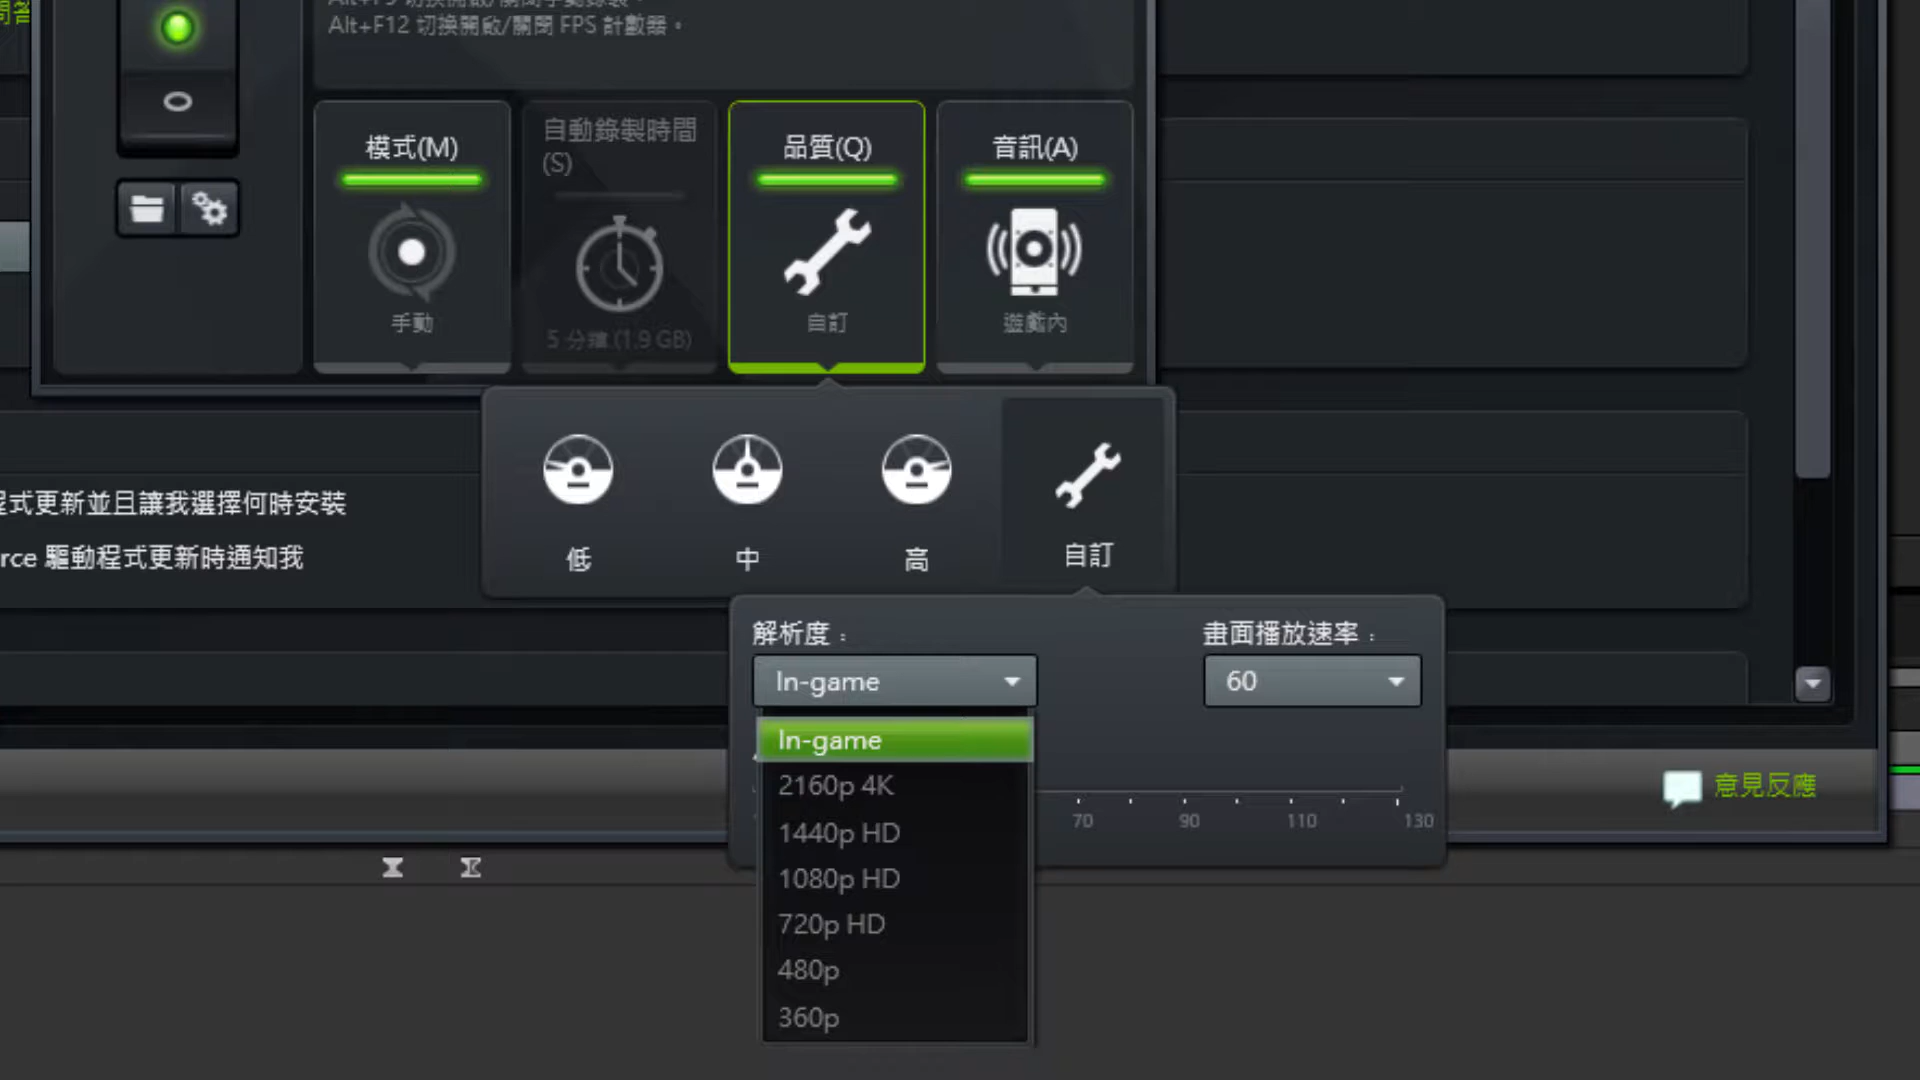 Alt+F12 切換開啟/關閉 FPS 計數器。
模式(M)
手動
自動錄製時間
(S)
5 分鐘 (1.9 GB)
品質(Q)
自訂
音訊(A)
遊戲內
低
中
高
自訂
程式更新並且讓我選擇何時安裝
rce 驅動程式更新時通知我
解析度：
In-game
畫面播放速率：
60
In-game
2160p 4K
1440p HD
1080p HD
720p HD
480p
360p
70
90
110
130
意見反應